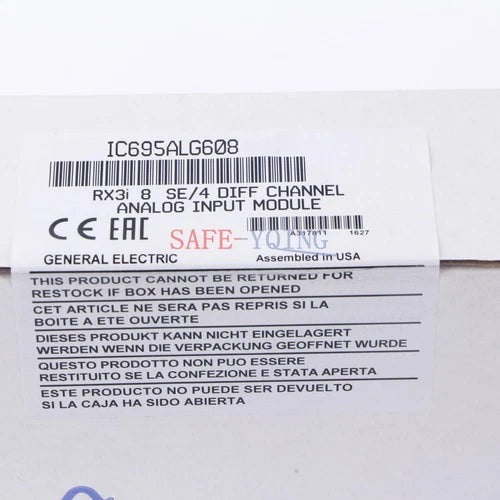 IC695ALG608
RX3i 8 SE/4 DIFF CHANNEL
ANALOG INPUT MODULE
CE EAC
SAFE-YQING
A317811 1627
GENERAL ELECTRIC Assembled in USA
THIS PRODUCT CANNOT BE RETURNED FOR
RESTOCK IF BOX HAS BEEN OPENED
CET ARTICLE NE SERA PAS REPRIS SI LA
BOITE A ETE OUVERTE
DIESES PRODUKT KANN NICHT EINGELAGERT
WERDEN WENN DIE VERPACKUNG GEOFFNET WURDE
QUESTO PRODOTTO NON PUO ESSERE
RESTITUITO SE LA CONFEZIONE E STATA APERTA
ESTE PRODUCTO NO PUEDE SER DEVUELTO
SI LA CAJA HA SIDO ABIERTA